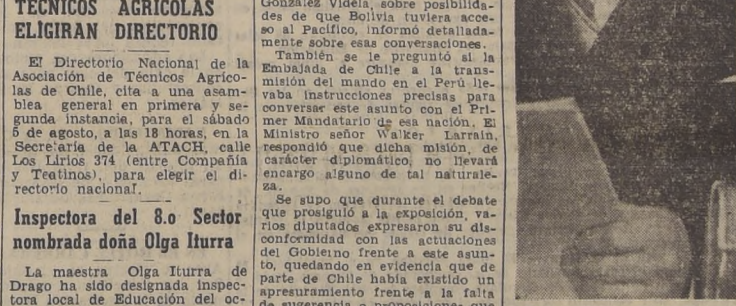 TECNICOS AGRICOLAS
ELIGIRAN DIRECTORIO
El Directorio Nacional de la
Asociación de Técnicos Agríco-
las de Chile, cita a una asam-
blea general en primera y se-
gunda instancia, para el sábado
5 de agosto, a las 18 horas, en la
Secretaría de la ATACH, calle
Los Lirios 374 (entre Compañía
y Teatinos), para elegir el di-
rectorio nacional.
Inspectora del 8.o Sector
nombrada doña Olga Iturra
La maestra Olga Iturra de
Drago ha sido designada inspec-
tora local de Educación del oc-
González Videla, sobre posibilida-
des de que Bolivia tuviera acce-
so al Pacífico, informó detallada-
mente sobre esas conversaciones.
También se le preguntó si la
Embajada de Chile a la trans-
misión del mando en el Perú lle-
vaba instrucciones precisas para
conversar este asunto con el Pri-
mer Mandatario de esa nación. El
Ministro señor Walker Larraín,
respondió que dicha misión, de
carácter diplomático, no llevará
encargo alguno de tal naturale-
za.
Se supo que durante el debate
que prosiguió a la exposición, va-
rios diputados expresaron su dis-
conformidad con las actuaciones
del Gobierno frente a este asun-
to, quedando en evidencia que de
parte de Chile había existido un
apresuramiento frente a la falta
de sugerencia o proposiciones que